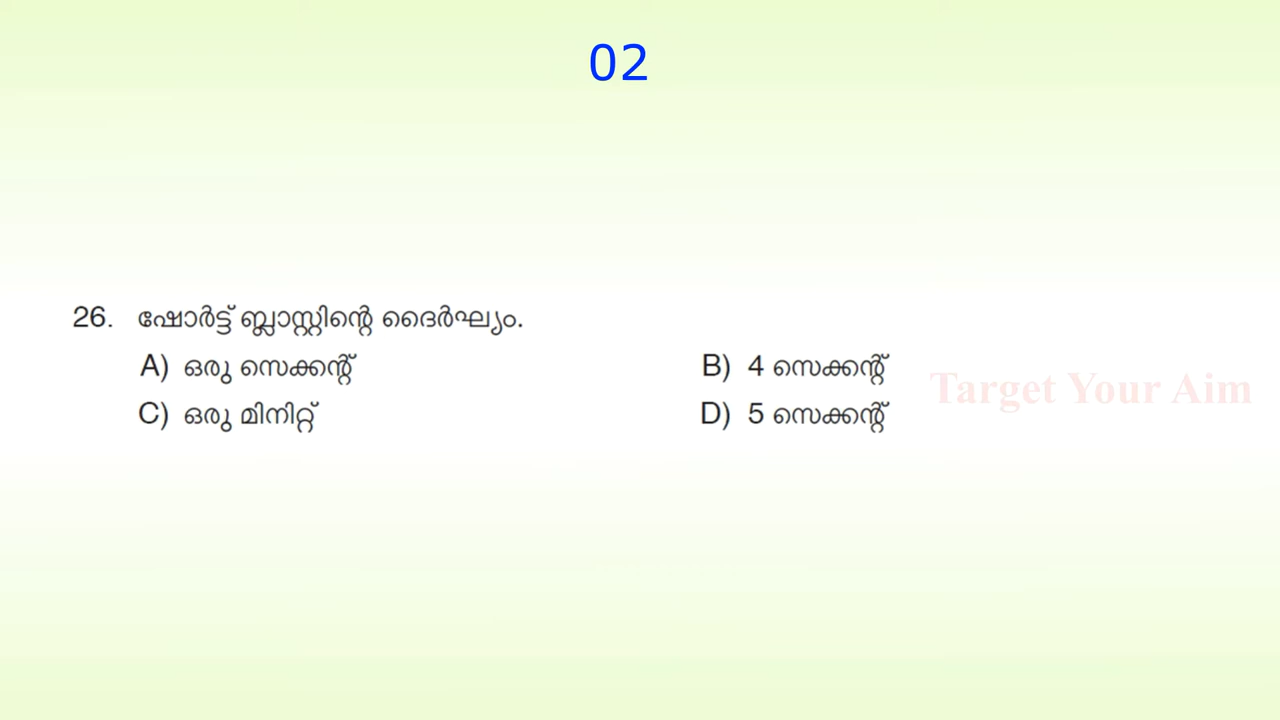 02
26. ഷോർട്ട് ബ്ലാസ്റ്റിന്റെ ദൈർഘ്യം.
A) ഒരു സെക്കന്റ് B) 4 സെക്കന്റ്
Target Your Aim
C) ഒരു മിനിറ്റ് D) 5 സെക്കന്റ്